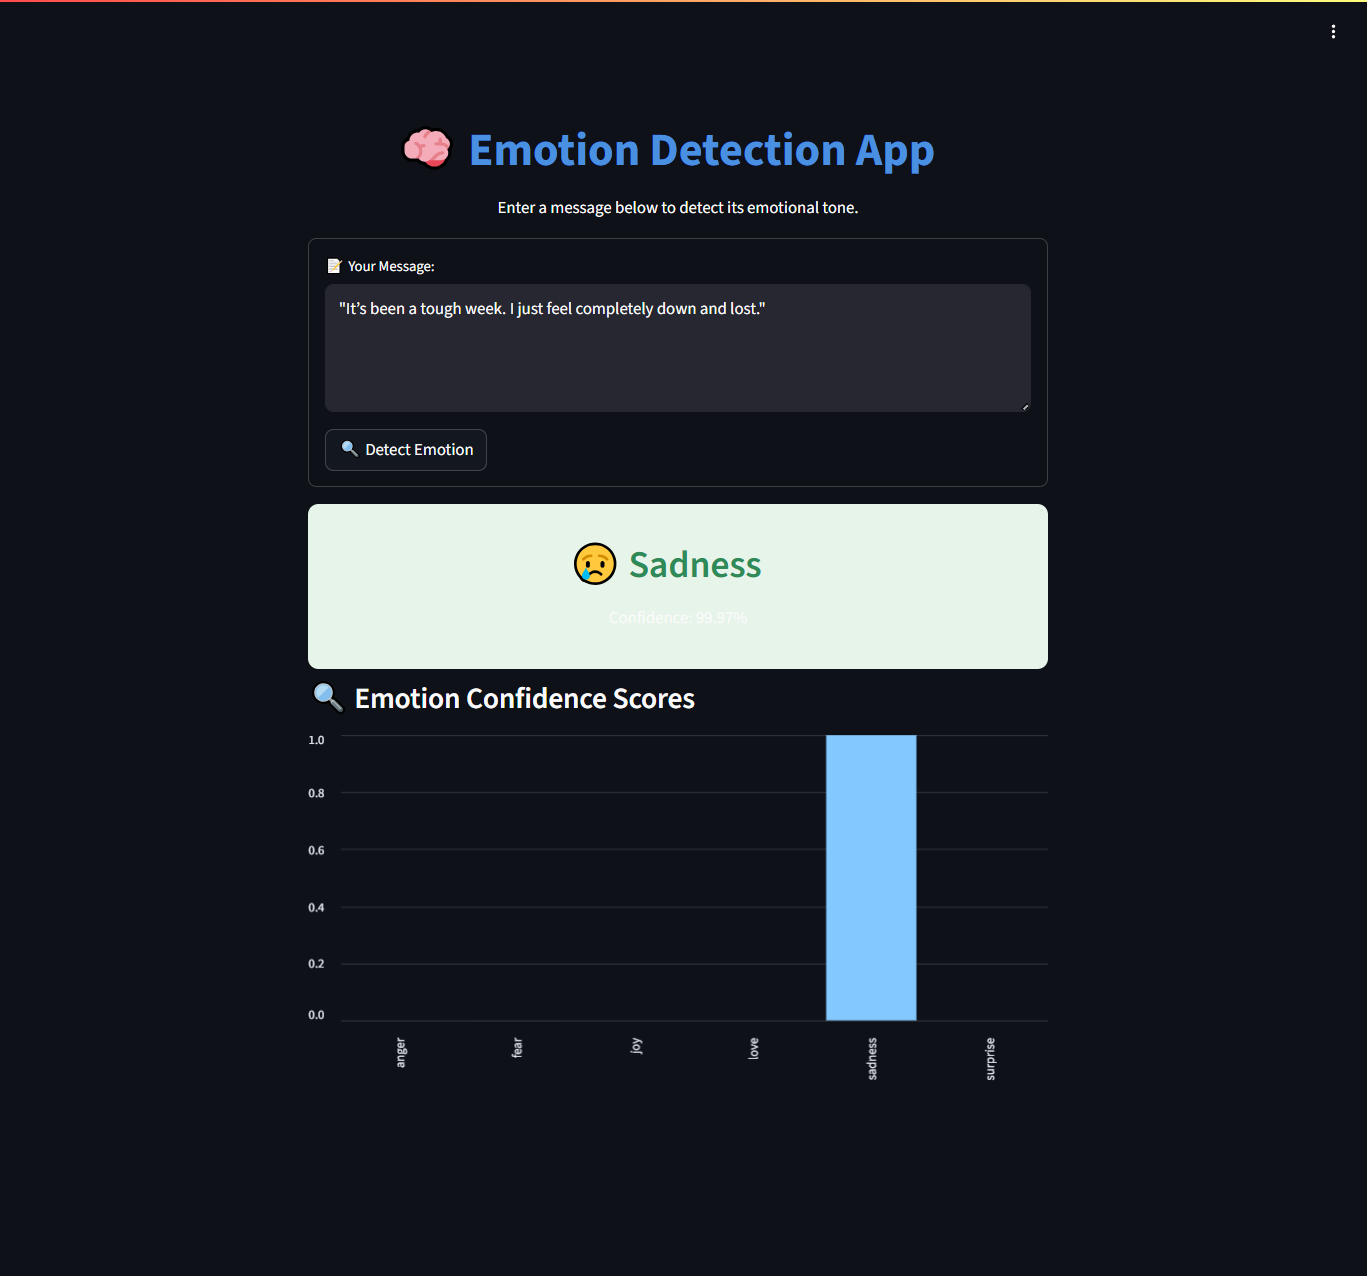 🧠 Emotion Detection App
Enter a message below to detect its emotional tone.
📝 Your Message:
"It’s been a tough week. I just feel completely down and lost."
🔍 Detect Emotion
😢 Sadness
Confidence: 99.97%
🔍 Emotion Confidence Scores
1.0
0.8
0.6
0.4
0.2
0.0
anger
fear
joy
love
sadness
surprise